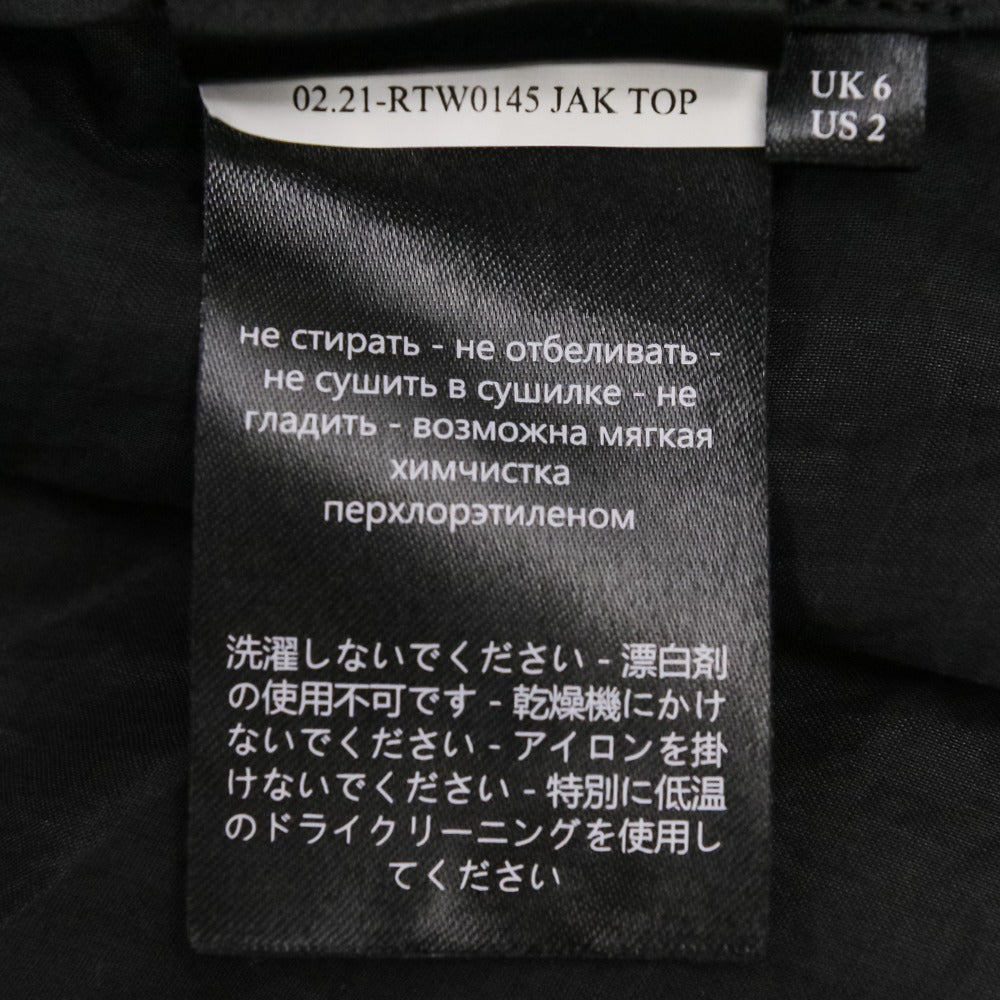 02.21-RTW0145 JAK TOP
UK 6
US 2
не стирать - не отбеливать -
не сушить в сушилке - не
гладить - возможна мягкая
химчистка
перхлорэтиленом
洗濯しないでください - 漂白剤
の使用不可です - 乾燥機にかけ
ないでください - アイロンを掛
けないでください - 特別に低温
のドライクリーニングを使用し
てください